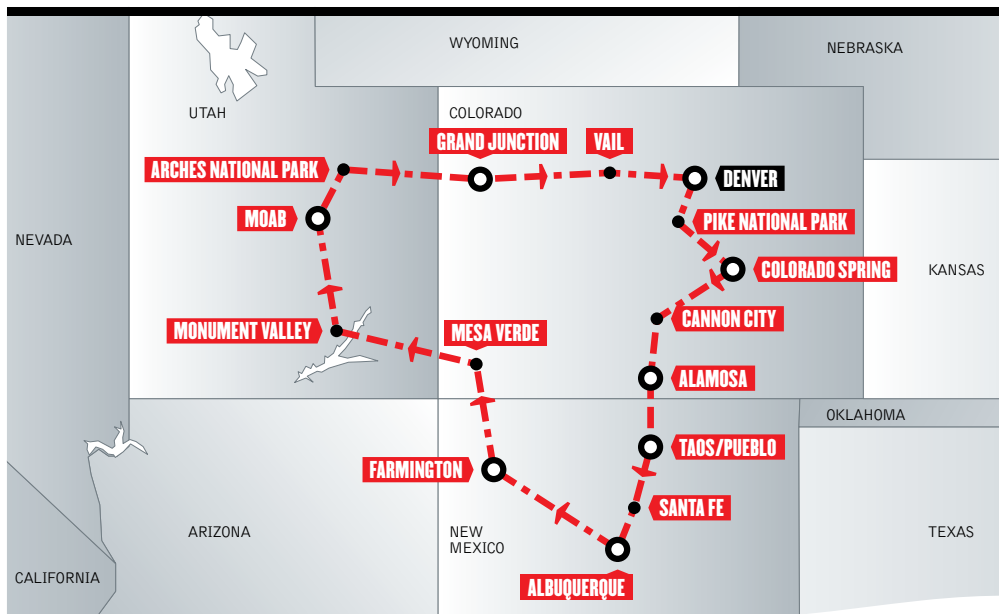 WYOMING
NEBRASKA
UTAH
COLORADO
GRAND JUNCTION
VAIL
ARCHES NATIONAL PARK
DENVER
MOAB
PIKE NATIONAL PARK
NEVADA
COLORADO SPRING
KANSAS
MONUMENT VALLEY
MESA VERDE
CANNON CITY
ALAMOSA
OKLAHOMA
TAOS/PUEBLO
FARMINGTON
SANTA FE
ARIZONA
NEW
MEXICO
TEXAS
CALIFORNIA
ALBUQUERQUE